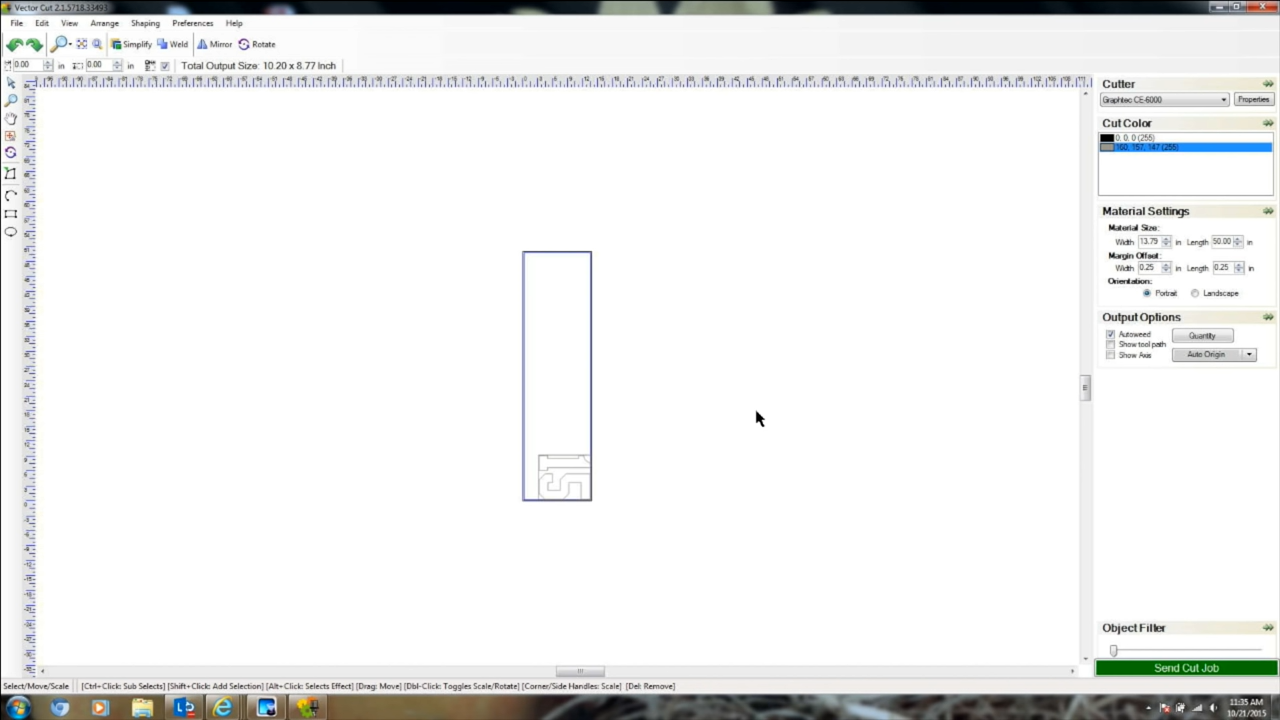 Vector Cut 2.1.5718.33493
File Edit View Arrange Shaping Preferences Help
Simplify Weld Mirror Rotate
0.00 in 0.00 in Total Output Size: 10.20 x 8.77 Inch
Cutter
Graphtec CE-6000 Properties
Cut Color
0, 0, 0 (255)
160, 157, 147 (255)
Material Settings
Material Size:
Width 13.79 in Length 50.00 in
Margin Offset:
Width 0.25 in Length 0.25 in
Orientation:
Portrait Landscape
Output Options
Autoweed Quantity
Show tool path
Show Axis Auto Origin
Object Filter
Send Cut Job
Select/Move/Scale [Ctrl+Click: Sub Selects] [Shift+Click: Add Selection] [Alt+Click: Selects Effect] [Drag: Move] [Dbl-Click: Toggles Scale/Rotate] [Corner/Side Handles: Scale] [Del: Remove]
11:35 AM
10/21/2015